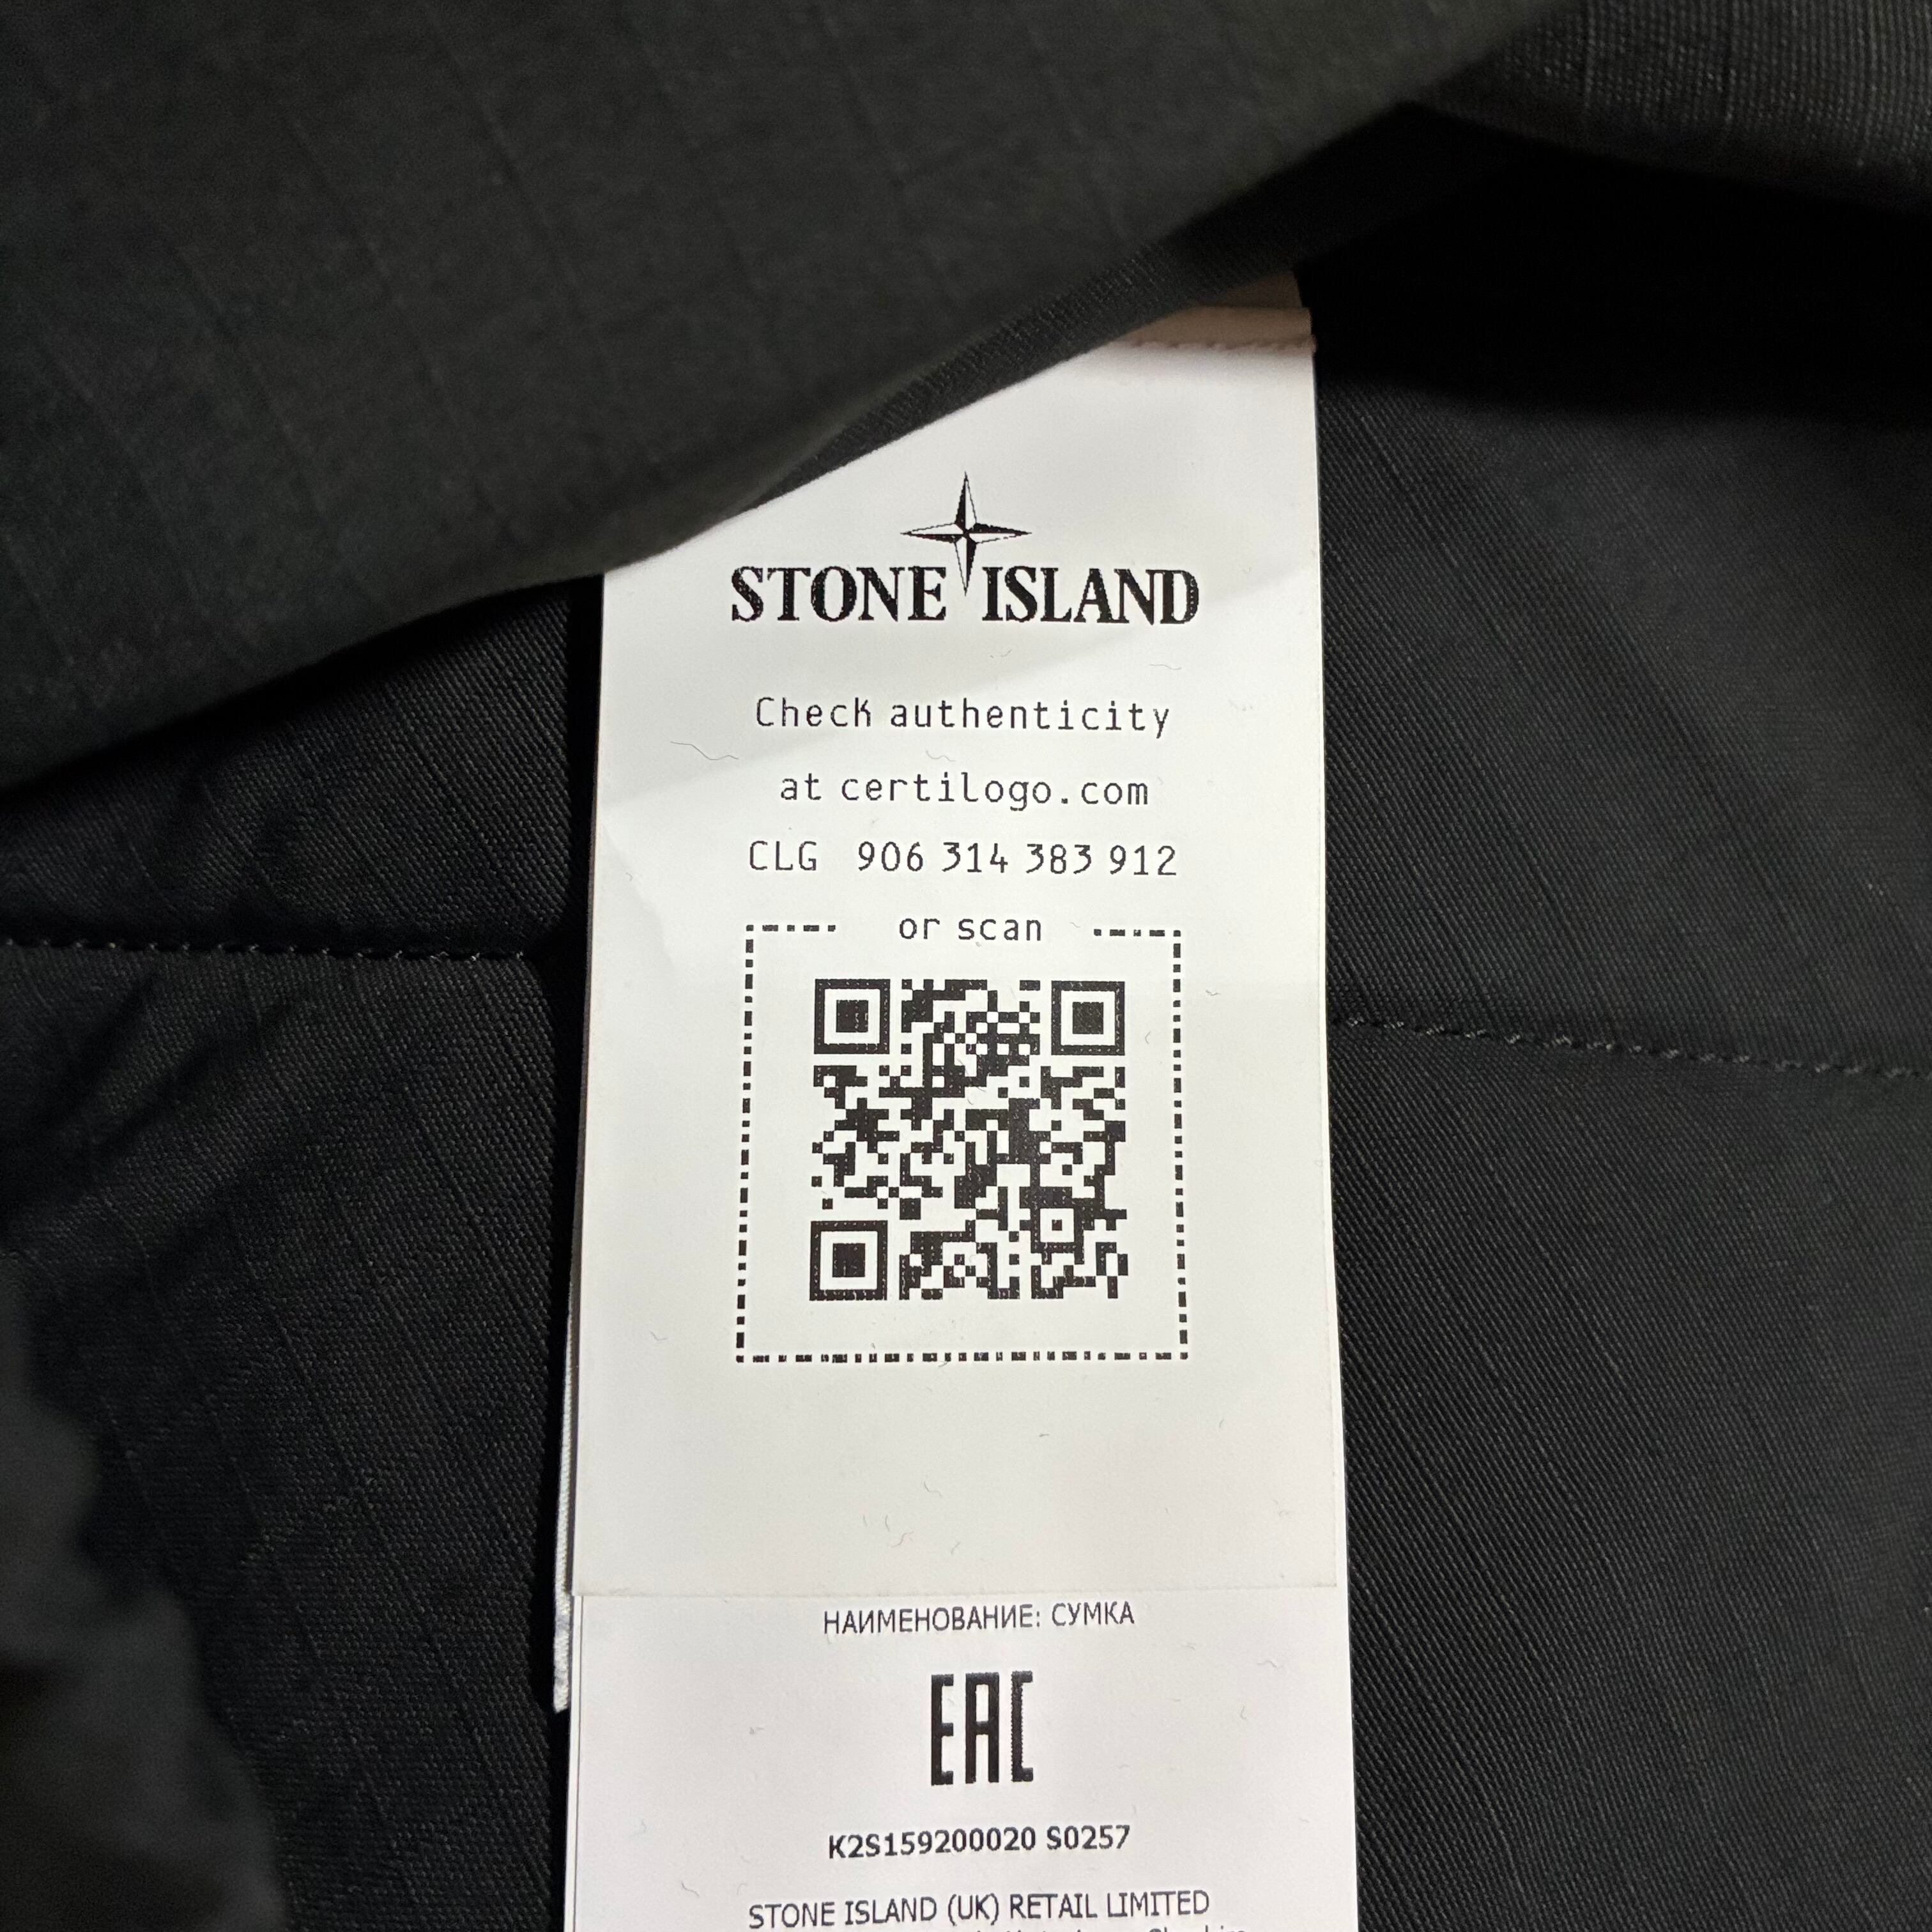 STONE ISLAND
Check authenticity
at certilogo.com
CLG 906 314 383 912
or scan
НАИМЕНОВАНИЕ: СУМКА
EAC
K2S159200020 S0257
STONE ISLAND (UK) RETAIL LIMITED